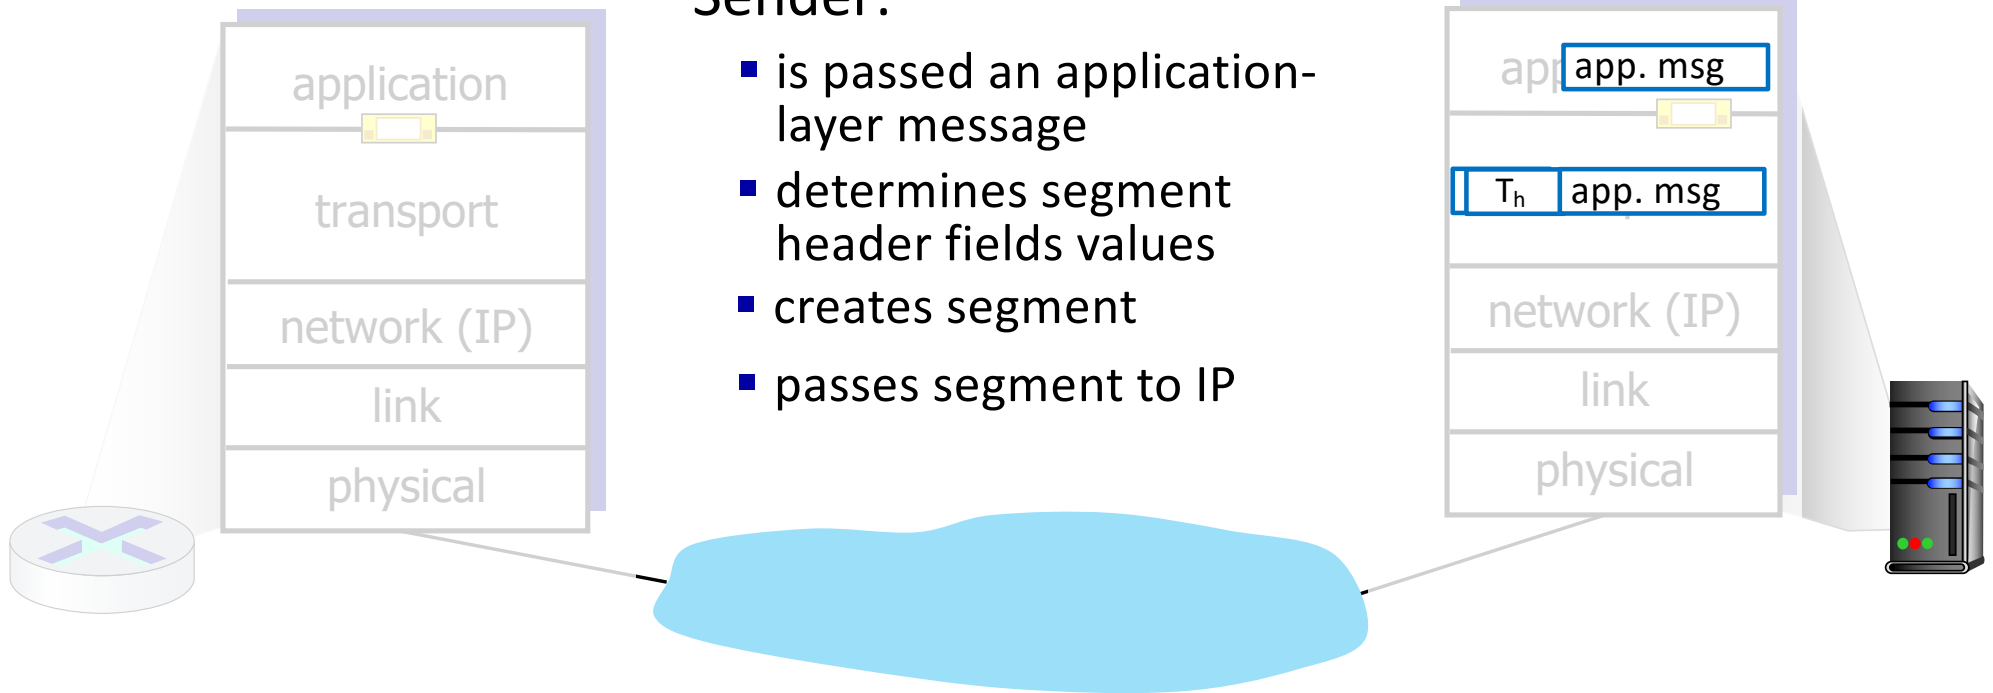 Sender:
is passed an application-
layer message
determines segment
header fields values
creates segment
passes segment to IP
application
transport
network (IP)
link
physical
app. msg
Th app. msg
network (IP)
link
physical